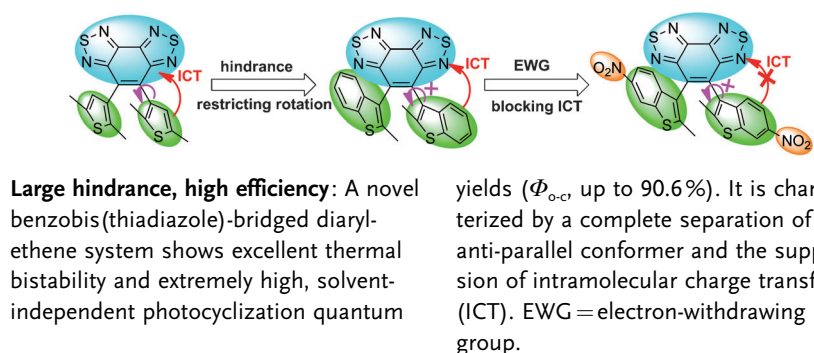 N N
S S
N N
ICT
S S
hindrance
restricting rotation
N N
S S
N N
ICT
S S
EWG
blocking ICT
N N
S S
N N
ICT
O₂N
S S
NO₂
Large hindrance, high efficiency: A novel
benzobis(thiadiazole)-bridged diaryl-
ethene system shows excellent thermal
bistability and extremely high, solvent-
independent photocyclization quantum
yields (Φo-c, up to 90.6%). It is char
terized by a complete separation of
anti-parallel conformer and the supp
sion of intramolecular charge transf
(ICT). EWG = electron-withdrawing
group.